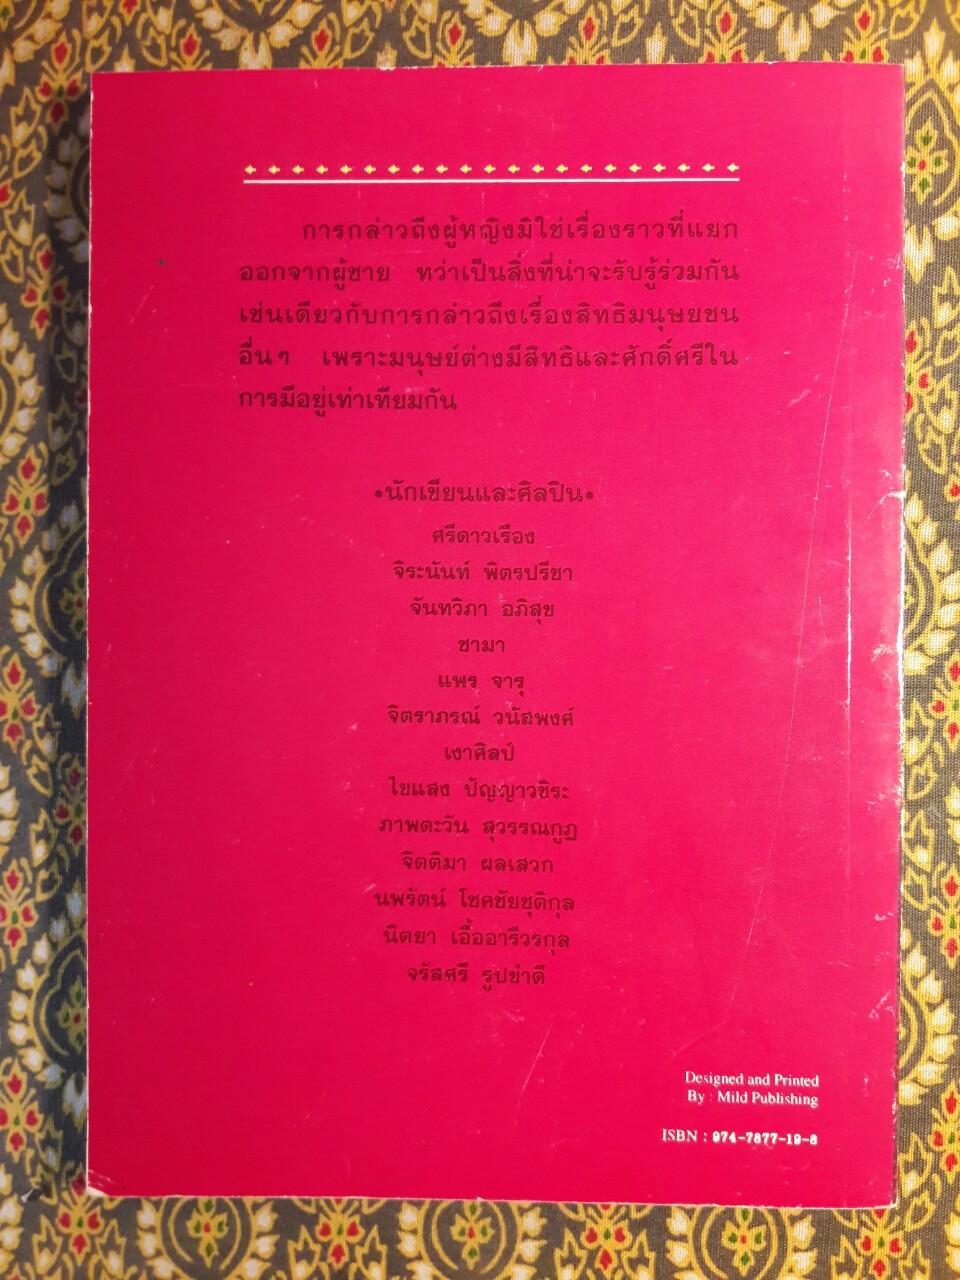 การกล่าวถึงผู้หญิงมิใช่เรื่องราวที่แยก
ออกจากผู้ชาย ทว่าเป็นสิ่งที่น่าจะรับรู้ร่วมกัน
เช่นเดียวกับการกล่าวถึงเรื่องสิทธิมนุษยชน
อื่นๆ เพราะมนุษย์ต่างมีสิทธิและศักดิ์ศรีใน
การมีอยู่เท่าเทียมกัน
•นักเขียนและศิลปิน•
ศรีดาวเรือง
จิระนันท์ พิตรปรีชา
จันทวิภา อภิสุข
ชามา
แพร จารุ
จิตราภรณ์ วนัสพงศ์
เงาศิลป์
ไขแสง ปัญญาวชิระ
ภาพตะวัน สุวรรณกูฏ
จิตติมา ผลเสวก
นพรัตน์ โชคชัยชุติกุล
นิตยา เอื้ออารีวรกุล
จรัสศรี รูปขำดี
Designed and Printed
By : Mild Publishing
ISBN : 974-7877-19-8